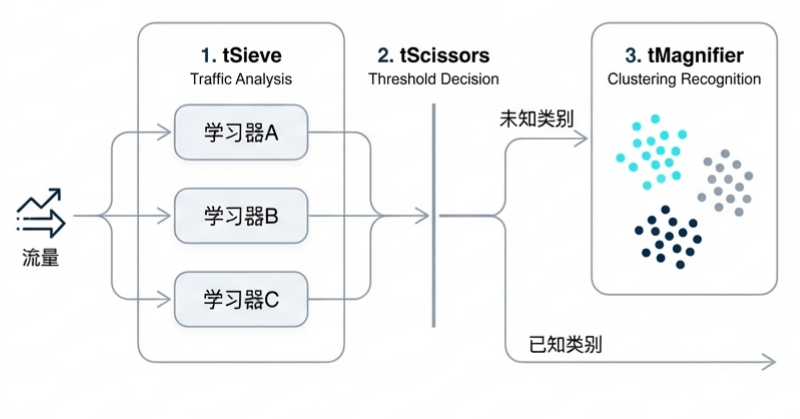 1. tSieve
Traffic Analysis
学习器A
学习器B
学习器C
流量
2. tScissors
Threshold Decision
未知类别
已知类别
3. tMagnifier
Clustering Recognition